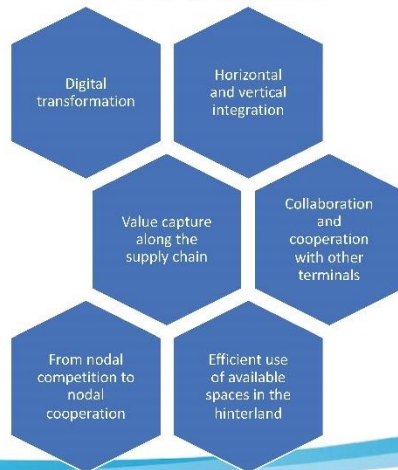 Digital
transformation
Horizontal
and vertical
integration
Value capture
along the
supply chain
Collaboration
and
cooperation
with other
terminals
From nodal
competition to
nodal
cooperation
Efficient use
of available
spaces in the
hinterland